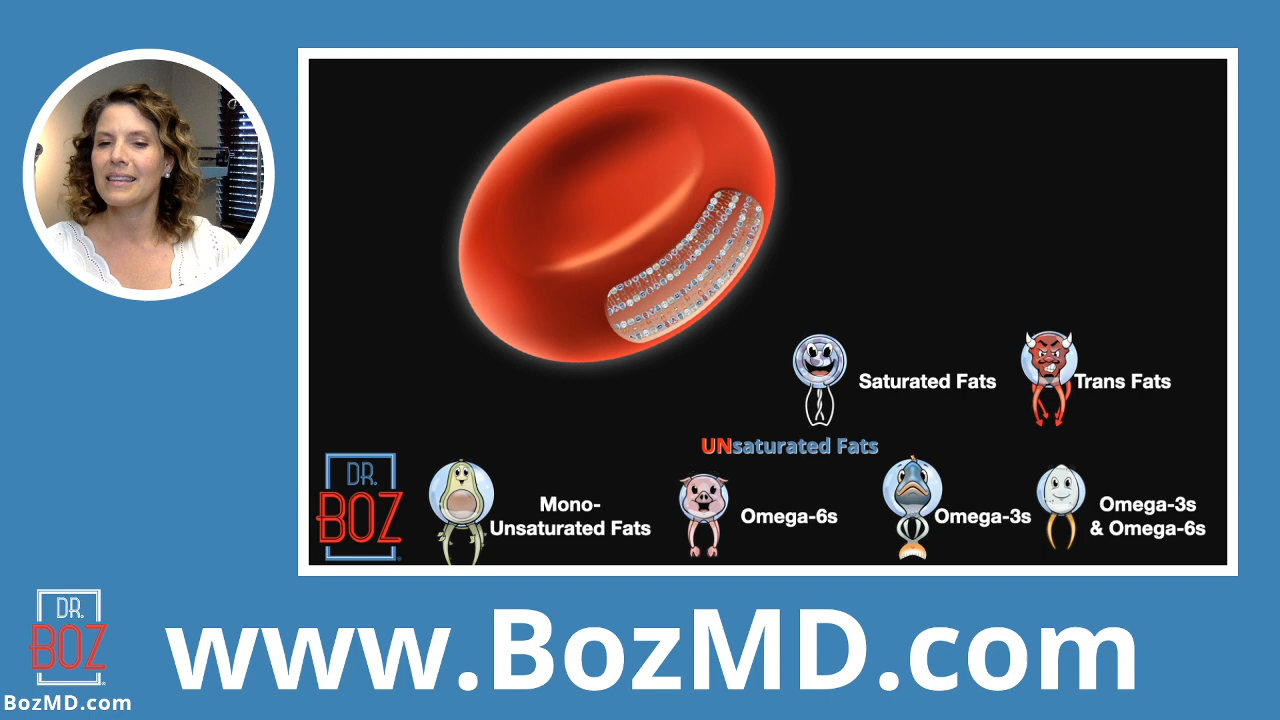 Saturated Fats
Trans Fats
UNsaturated Fats
DR.
BOZ
Mono-
Unsaturated Fats
Omega-6s
Omega-3s
Omega-3s
& Omega-6s
DR.
BOZ
BozMD.com
www.BozMD.com